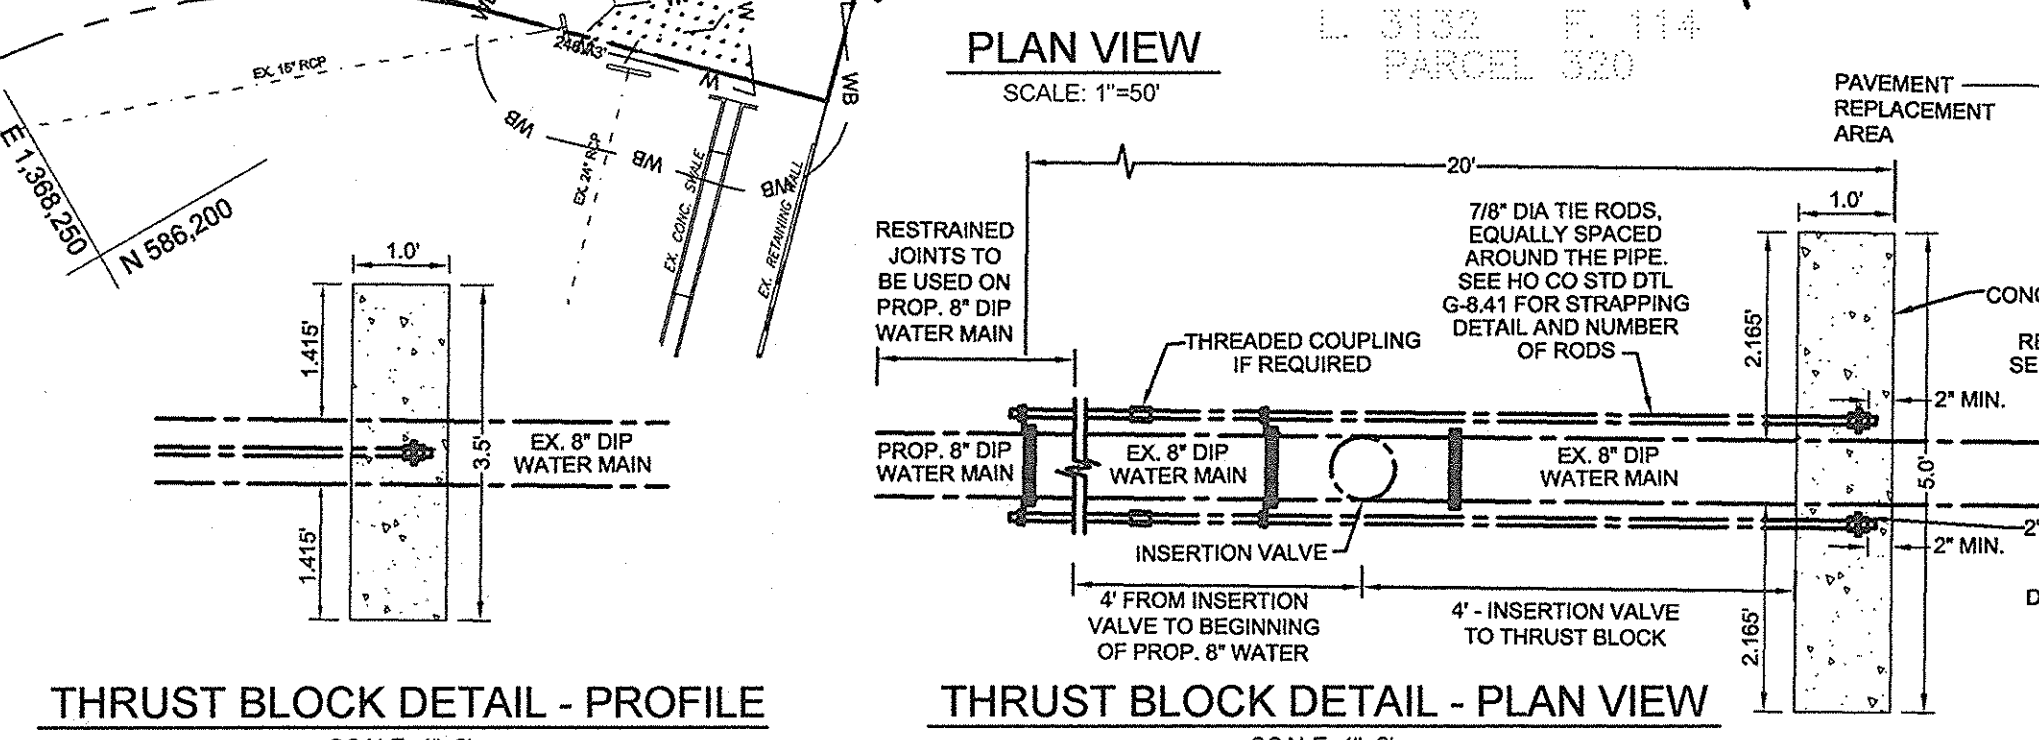 EX. 15" RCP
E 1,368,250
N 586,200
248.43'
W
W
WB
WB
WB
WB
EX. 24" RCP
EX. CONC. SWALE
EX. RETAINING WALL
PLAN VIEW
SCALE: 1"=50'
L. 3132 F. 114
PARCEL 320
PAVEMENT
REPLACEMENT
AREA
1.0'
1.415'
1.415'
3.5'
EX. 8" DIP
WATER MAIN
THRUST BLOCK DETAIL - PROFILE
20'
RESTRAINED
JOINTS TO
BE USED ON
PROP. 8" DIP
WATER MAIN
THREADED COUPLING
IF REQUIRED
7/8" DIA TIE RODS,
EQUALLY SPACED
AROUND THE PIPE.
SEE HO CO STD DTL
G-8.41 FOR STRAPPING
DETAIL AND NUMBER
OF RODS
1.0'
2.165'
2" MIN.
PROP. 8" DIP
WATER MAIN
EX. 8" DIP
WATER MAIN
EX. 8" DIP
WATER MAIN
5.0'
INSERTION VALVE
2" MIN.
4' FROM INSERTION
VALVE TO BEGINNING
OF PROP. 8" WATER
4' - INSERTION VALVE
TO THRUST BLOCK
2.165'
THRUST BLOCK DETAIL - PLAN VIEW